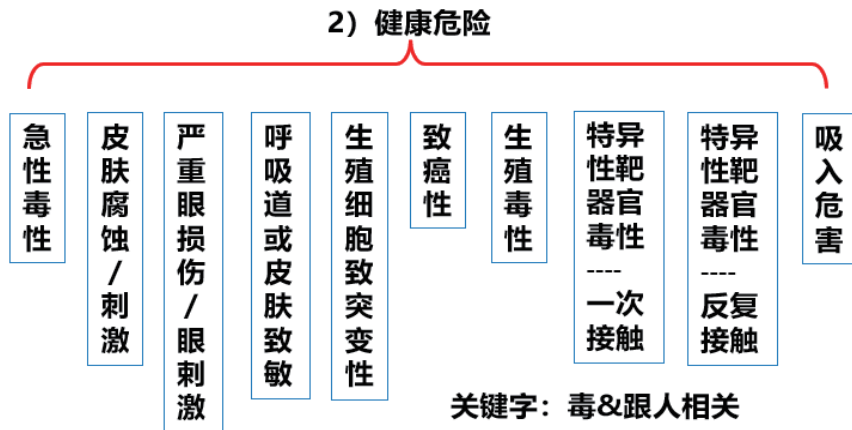 2）健康危险
急性毒性
皮肤腐蚀/刺激
严重眼损伤/眼刺激
呼吸道或皮肤致敏
生殖细胞致突变性
致癌性
生殖毒性
特异性靶器官毒性----一次接触
特异性靶器官毒性----反复接触
吸入危害
关键字：毒&跟人相关